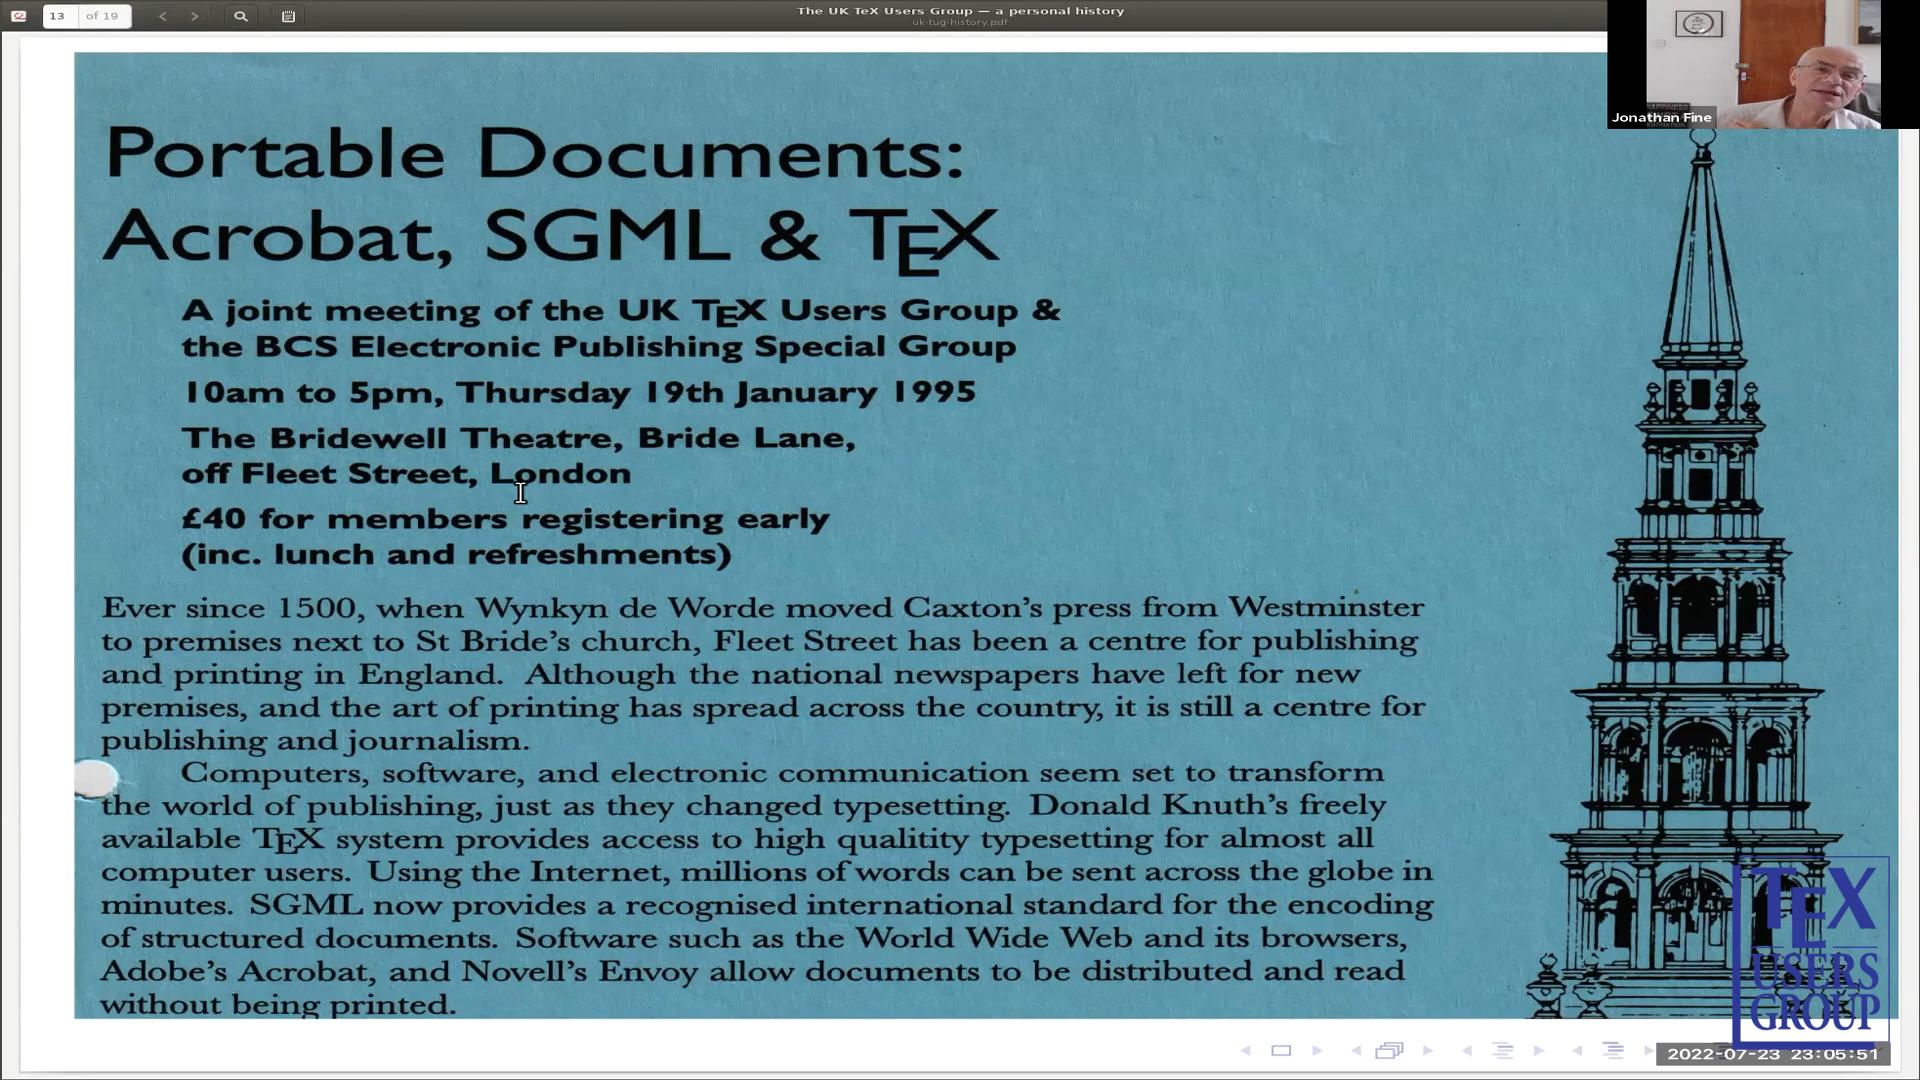 13 of 19
The UK TeX Users Group — a personal history
uk-tug-history.pdf
Jonathan Fine
Portable Documents:
Acrobat, SGML & TEX
A joint meeting of the UK TEX Users Group &
the BCS Electronic Publishing Special Group
10am to 5pm, Thursday 19th January 1995
The Bridewell Theatre, Bride Lane,
off Fleet Street, London
£40 for members registering early
(inc. lunch and refreshments)
Ever since 1500, when Wynkyn de Worde moved Caxton's press from Westminster
to premises next to St Bride's church, Fleet Street has been a centre for publishing
and printing in England. Although the national newspapers have left for new
premises, and the art of printing has spread across the country, it is still a centre for
publishing and journalism.
Computers, software, and electronic communication seem set to transform
the world of publishing, just as they changed typesetting. Donald Knuth's freely
available TEX system provides access to high qualitity typesetting for almost all
computer users. Using the Internet, millions of words can be sent across the globe in
minutes. SGML now provides a recognised international standard for the encoding
of structured documents. Software such as the World Wide Web and its browsers,
Adobe's Acrobat, and Novell's Envoy allow documents to be distributed and read
without being printed.
TEX
USERS
GROUP
2022-07-23 23:05:51